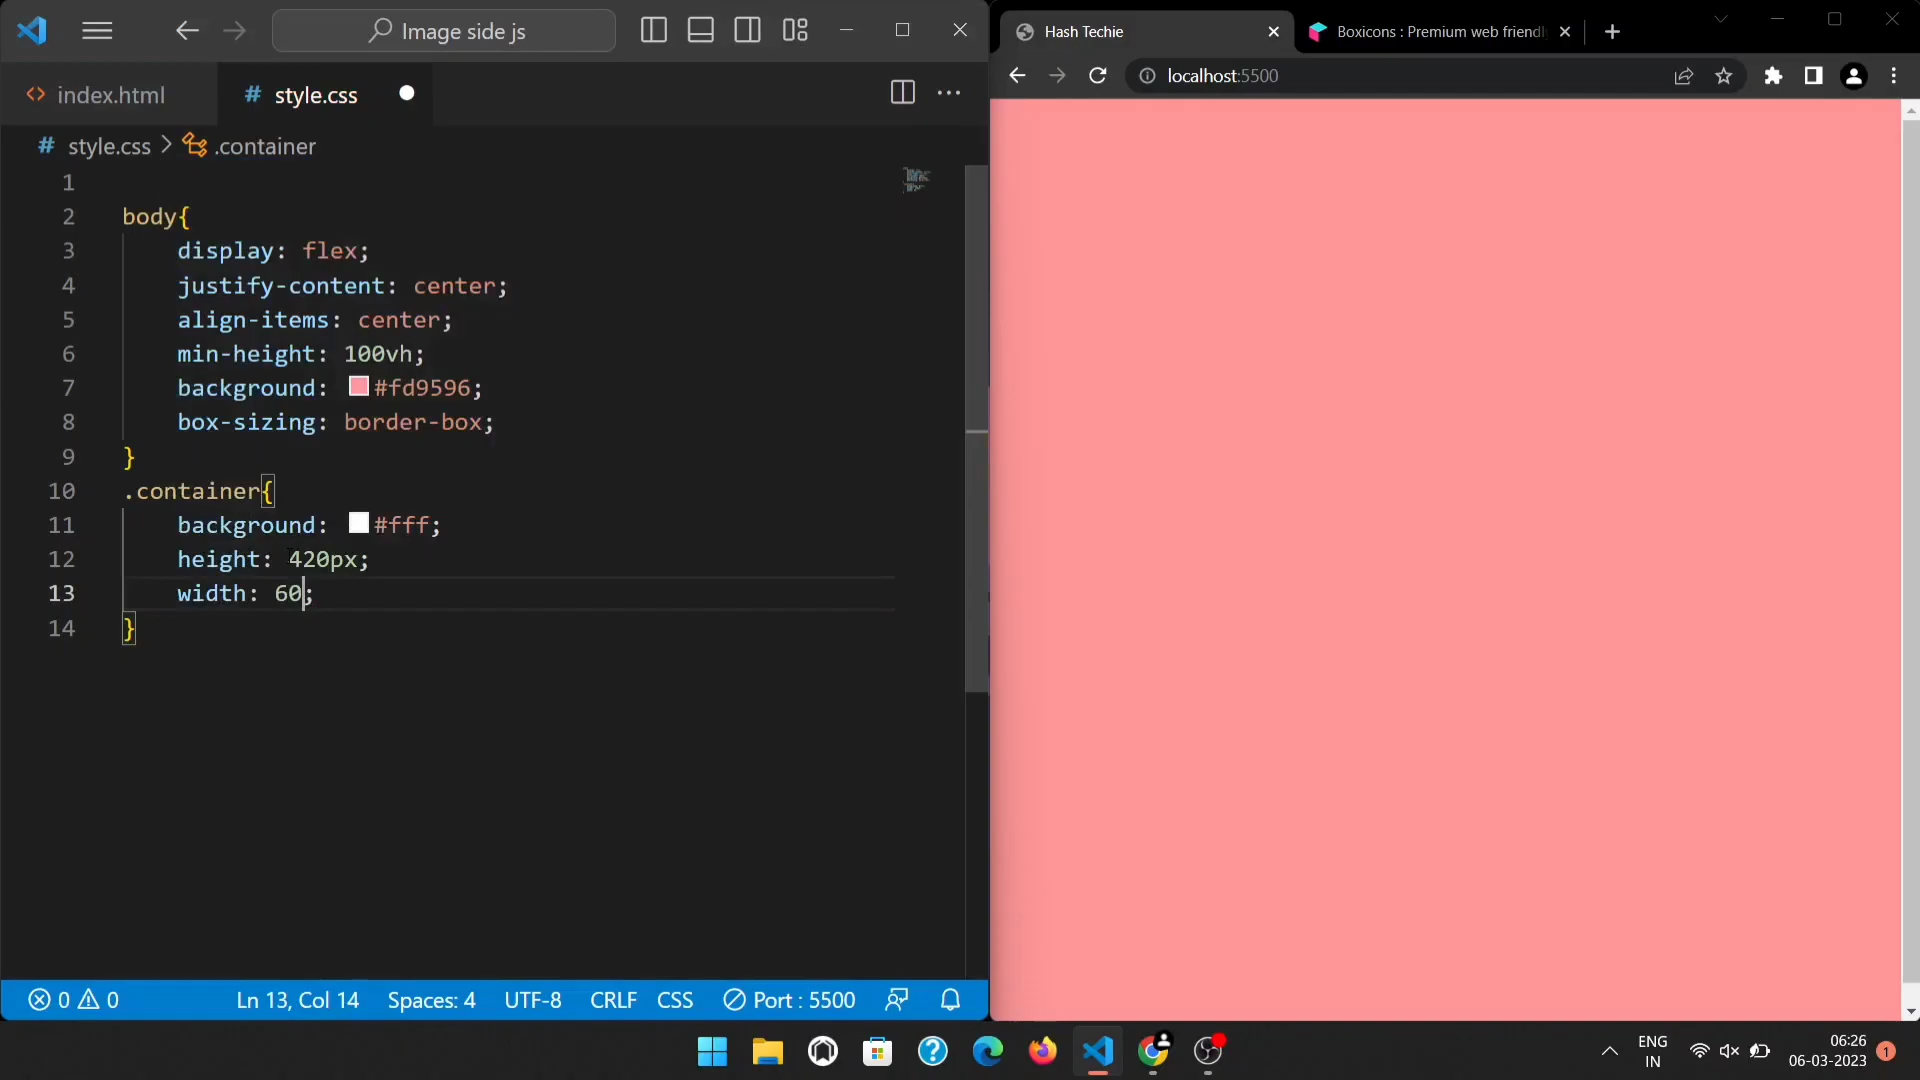 Image side js
index.html
# style.css
# style.css > .container
1
2 body{
3 display: flex;
4 justify-content: center;
5 align-items: center;
6 min-height: 100vh;
7 background: #fd9596;
8 box-sizing: border-box;
9 }
10 .container{
11 background: #fff;
12 height: 420px;
13 width: 60;
14 }
0 0 Ln 13, Col 14 Spaces: 4 UTF-8 CRLF CSS Port : 5500
Hash Techie
Boxicons : Premium web friendl
localhost:5500
ENG
IN
06:26
06-03-2023
1